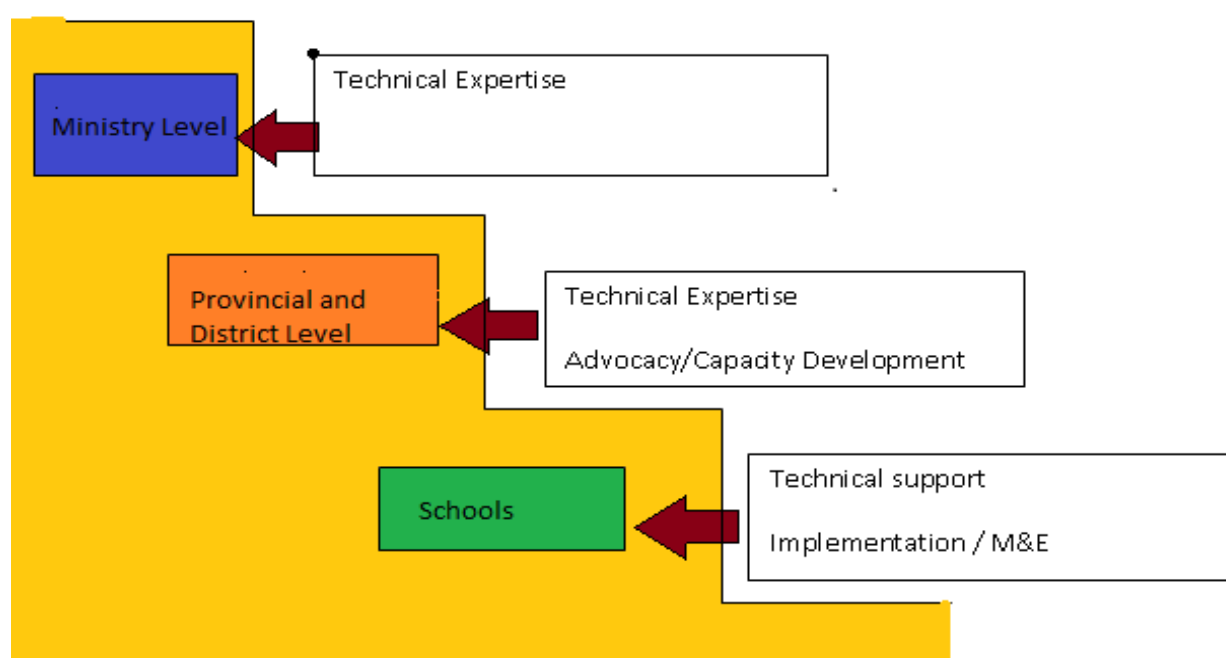 Technical Expertise
Ministry Level
Provincial and
District Level
Technical Expertise
Advocacy/Capacity Development
Schools
Technical support
Implementation / M&E